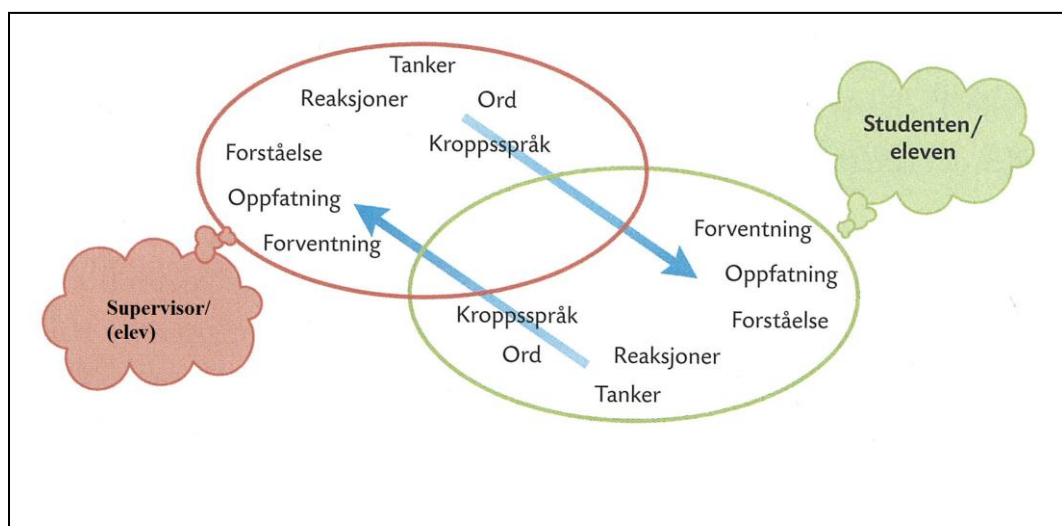 Tanker
Reaksjoner
Ord
Kroppsspråk
Forståelse
Oppfatning
Forventning
Supervisor/
(elev)
Studenten/
eleven
Forventning
Oppfatning
Forståelse
Kroppsspråk
Ord
Reaksjoner
Tanker